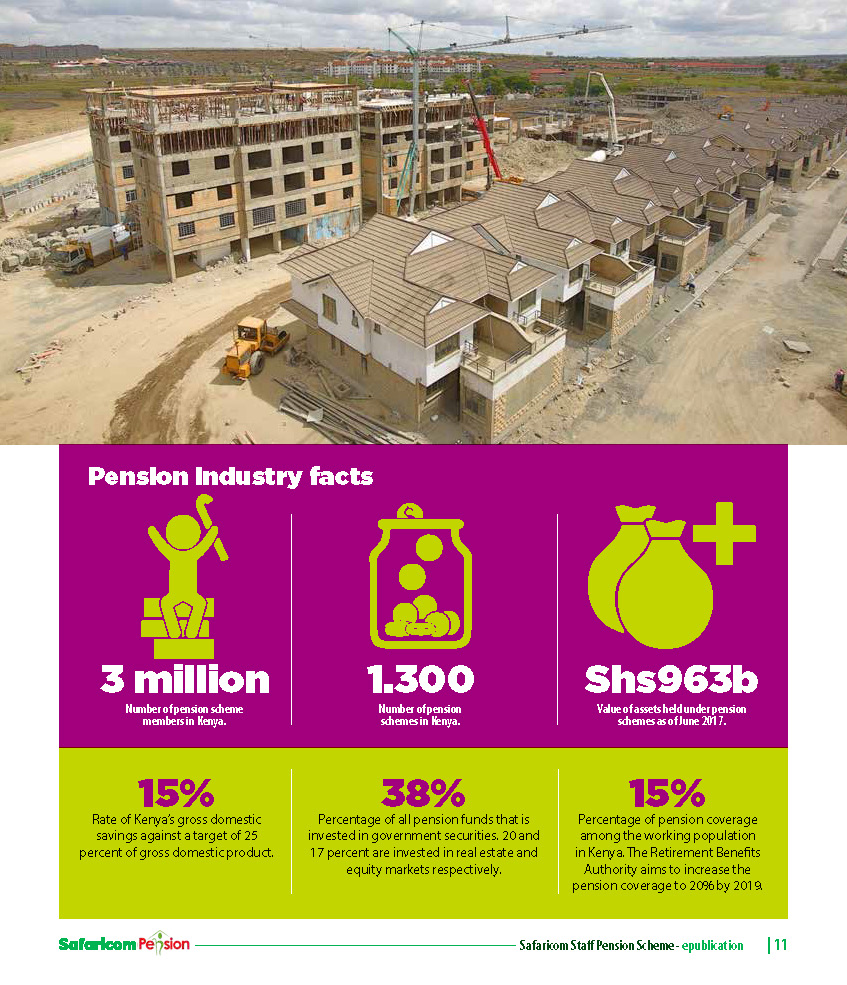 Pension industry facts
3 million
Number of pension scheme
members in Kenya.
1.300
Number of pension
schemes in Kenya.
Shs963b
Value of assets held under pension
schemes as of June 2017.
15%
Rate of Kenya's gross domestic
savings against a target of 25
percent of gross domestic product.
38%
Percentage of all pension funds that is
invested in government securities. 20 and
17 percent are invested in real estate and
equity markets respectively.
15%
Percentage of pension coverage
among the working population
in Kenya. The Retirement Benefits
Authority aims to increase the
pension coverage to 20% by 2019.
Safaricom Pension
Safaricom Staff Pension Scheme - epublication | 11